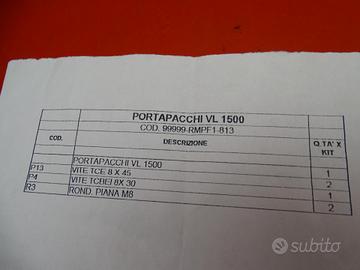 PORTAPACCHI VL 1500
COD. 99999-RMPF1-813
COD. DESCRIZIONE Q.TA' X KIT
PORTAPACCHI VL 1500 1
P13 VITE TCE 8 X 45 2
P4 VITE TCBEI 8X 30 1
R3 ROND. PIANA M8 2
subito